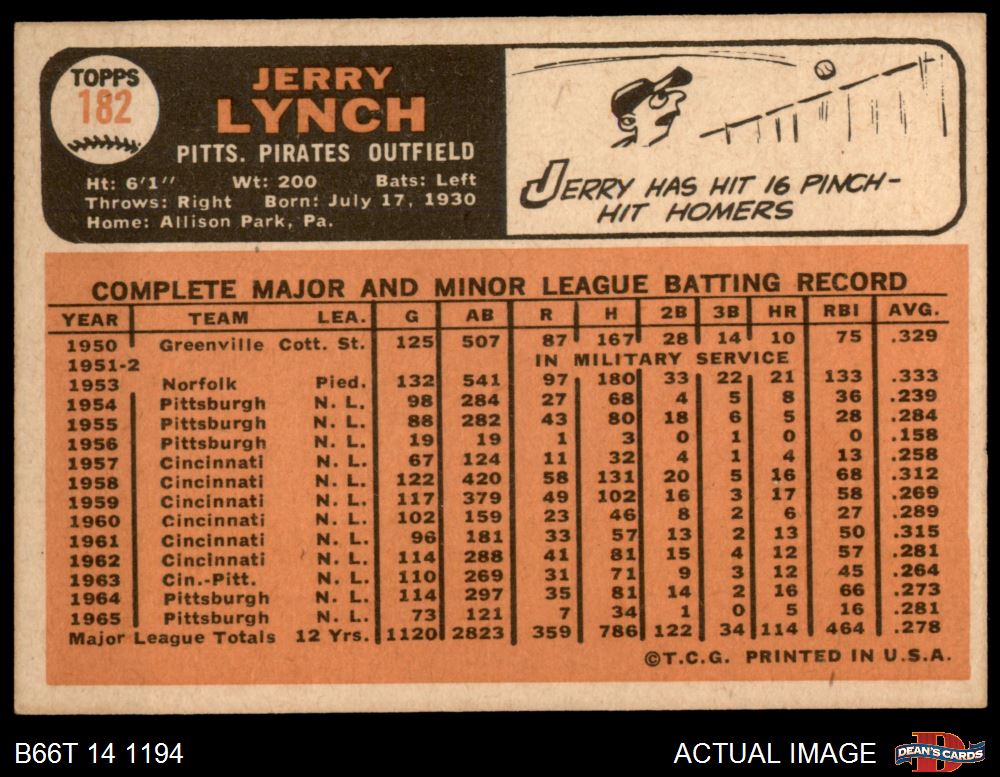 TOPPS
182
JERRY
LYNCH
PITTS. PIRATES OUTFIELD
Ht: 6'1" Wt: 200 Bats: Left
Throws: Right Born: July 17, 1930
Home: Allison Park, Pa.
JERRY HAS HIT 16 PINCH-
HIT HOMERS
COMPLETE MAJOR AND MINOR LEAGUE BATTING RECORD
YEAR TEAM LEA. G AB R H 2B 3B HR RBI AVG.
1950 Greenville Cott. St. 125 507 87 167 28 14 10 75 .329
1951-2 IN MILITARY SERVICE
1953 Norfolk Pied. 132 541 97 180 33 22 21 133 .333
1954 Pittsburgh N. L. 98 284 27 68 4 5 8 36 .239
1955 Pittsburgh N. L. 88 282 43 80 18 6 5 28 .284
1956 Pittsburgh N. L. 19 19 1 3 0 1 0 0 .158
1957 Cincinnati N. L. 67 124 11 32 4 1 4 13 .258
1958 Cincinnati N. L. 122 420 58 131 20 5 16 68 .312
1959 Cincinnati N. L. 117 379 49 102 16 3 17 58 .269
1960 Cincinnati N. L. 102 159 23 46 8 2 6 27 .289
1961 Cincinnati N. L. 96 181 33 57 13 2 13 50 .315
1962 Cincinnati N. L. 114 288 41 81 15 4 12 57 .281
1963 Cin.-Pitt. N. L. 110 269 31 71 9 3 12 45 .264
1964 Pittsburgh N. L. 114 297 35 81 14 2 16 66 .273
1965 Pittsburgh N. L. 73 121 7 34 1 0 5 16 .281
Major League Totals 12 Yrs. 1120 2823 359 786 122 34 114 464 .278
©T.C.G. PRINTED IN U.S.A.
B66T 14 1194
ACTUAL IMAGE
D
DEAN'S CARDS